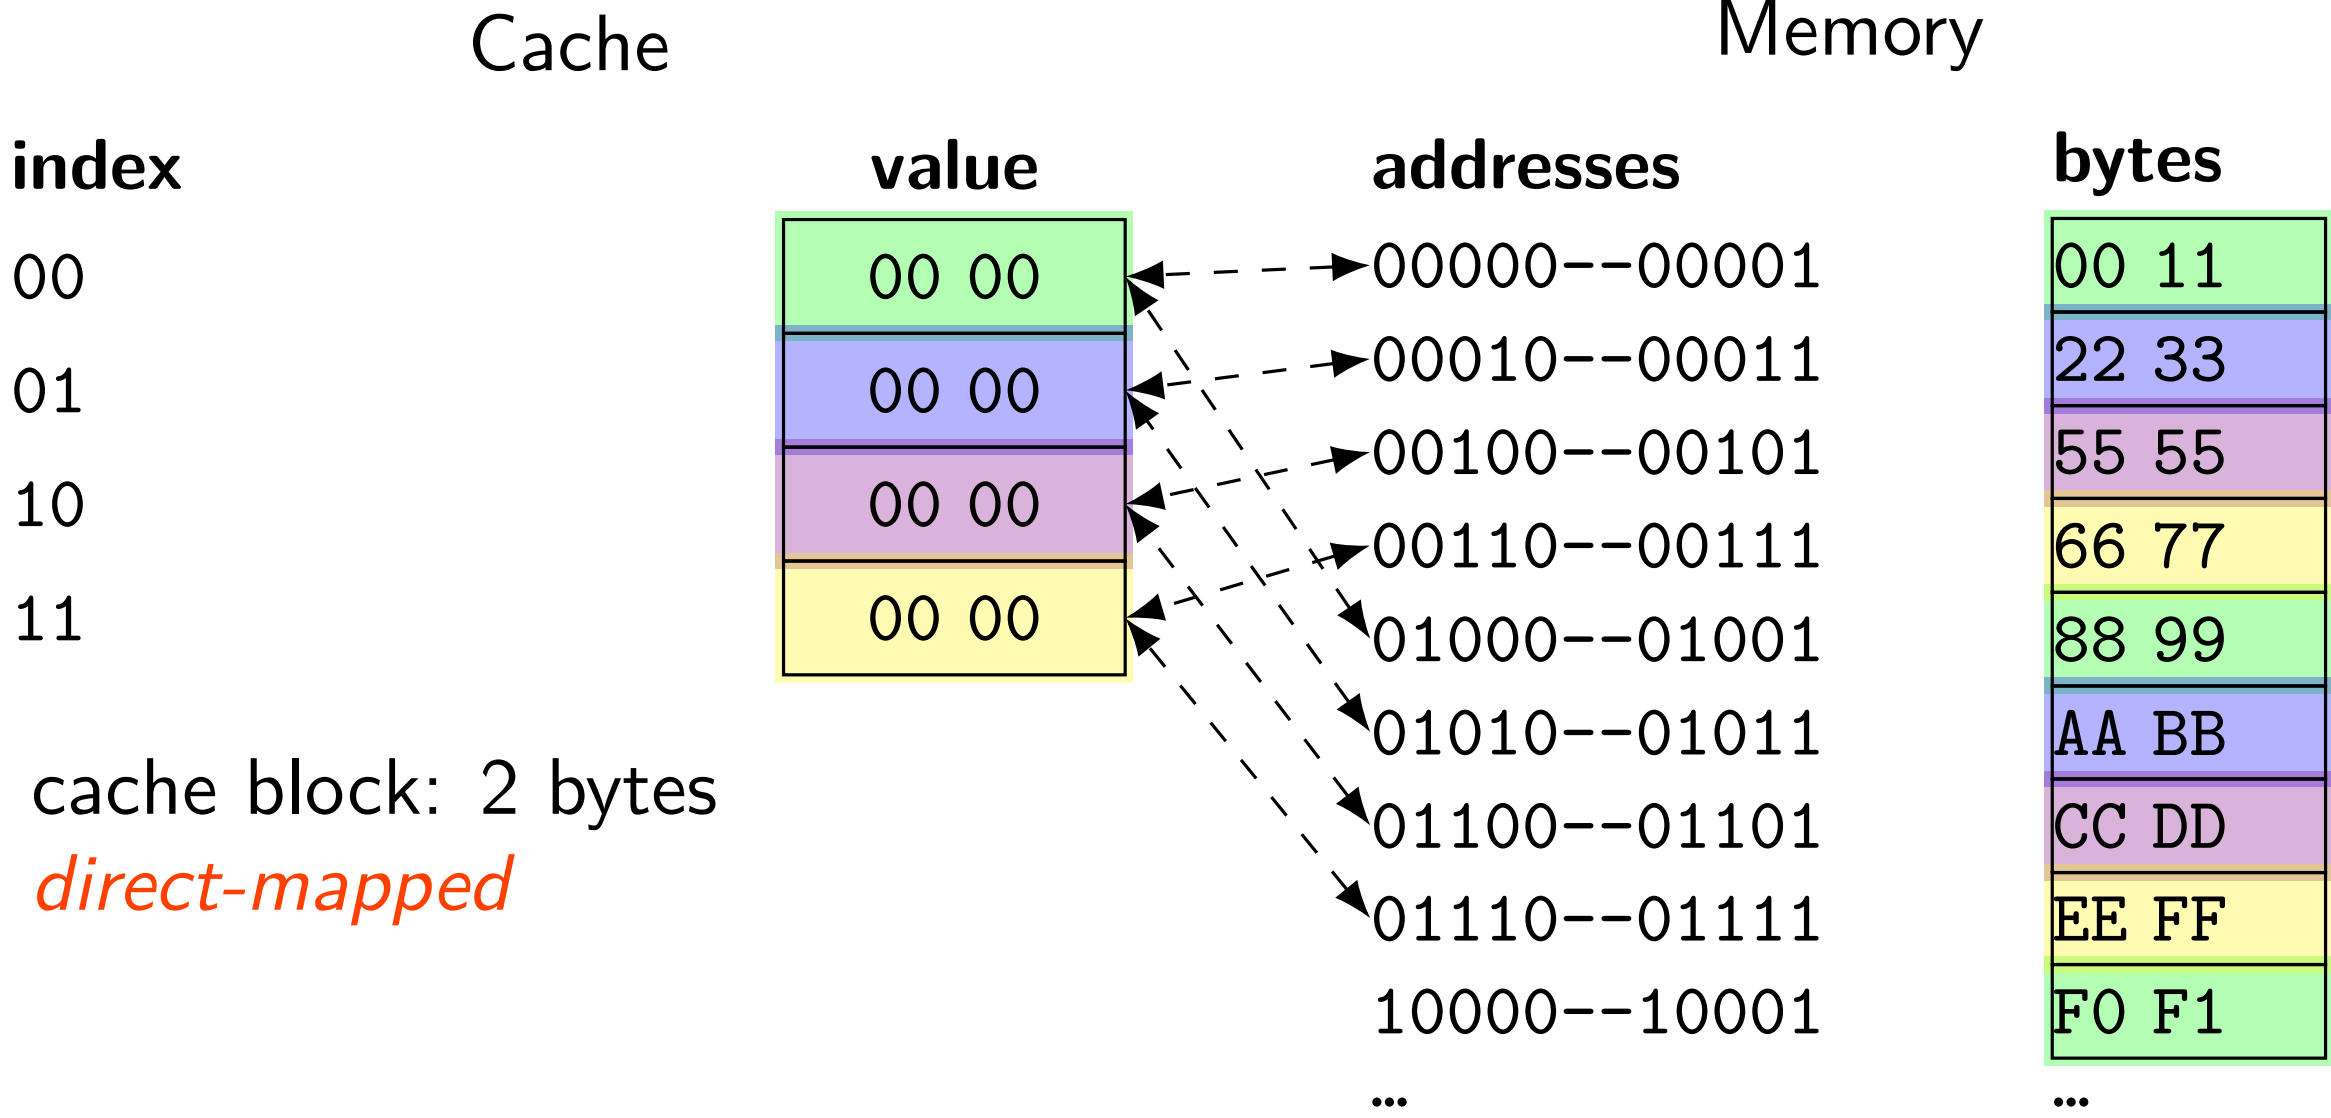 Cache Memory
index value addresses bytes
00 00 00 00000--00001 00 11
01 00 00 00010--00011 22 33
10 00 00 00100--00101 55 55
11 00 00 00110--00111 66 77
01000--01001 88 99
01010--01011 AA BB
cache block: 2 bytes
direct-mapped
01100--01101 CC DD
01110--01111 EE FF
10000--10001 F0 F1
… …